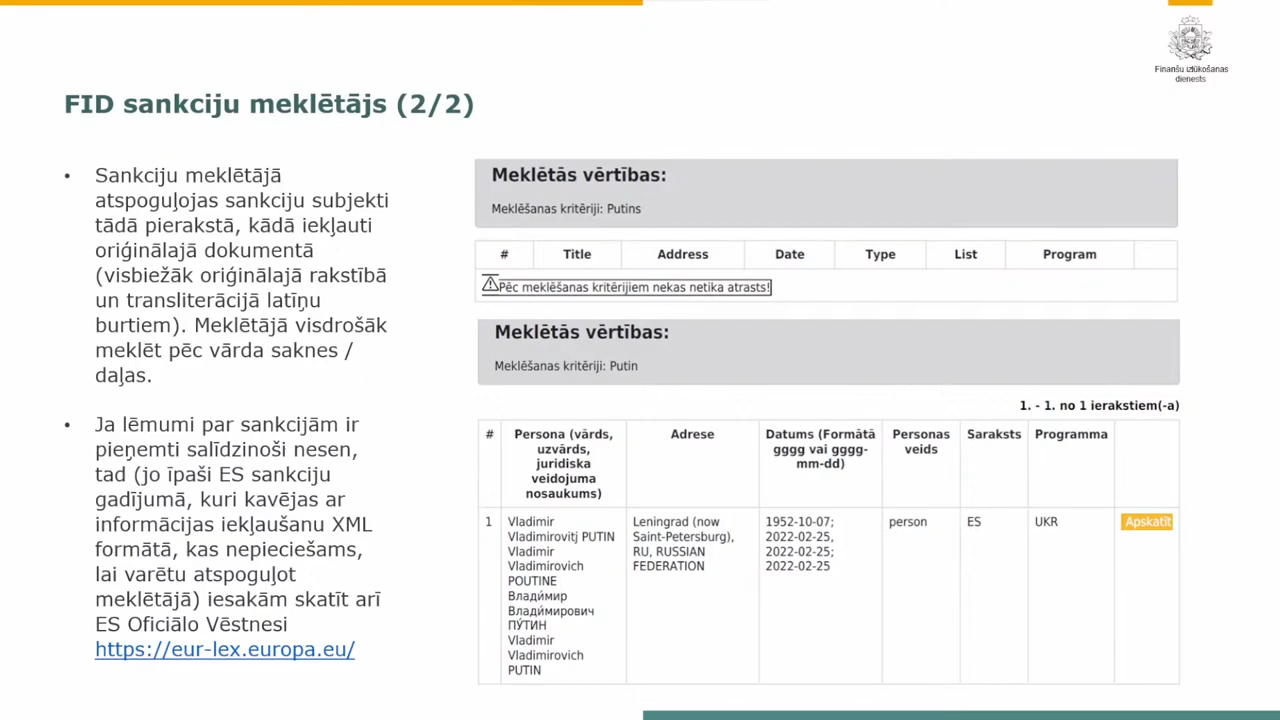 Finanšu izlūkošanas
dienests
FID sankciju meklētājs (2/2)
• Sankciju meklētājā
atspoguļojas sankciju subjekti
tādā pierakstā, kādā iekļauti
oriģinālajā dokumentā
(visbiežāk oriģinālajā rakstībā
un transliterācijā latīņu
burtiem). Meklētājā visdrošāk
meklēt pēc vārda saknes /
daļas.
• Ja lēmumi par sankcijām ir
pieņemti salīdzinoši nesen,
tad (jo īpaši ES sankciju
gadījumā, kuri kavējas ar
informācijas iekļaušanu XML
formātā, kas nepieciešams,
lai varētu atspoguļot
meklētājā) iesakām skatīt arī
ES Oficiālo Vēstnesi
https://eur-lex.europa.eu/
Meklētās vērtības:
Meklēšanas kritēriji: Putins
# Title Address Date Type List Program
Pēc meklēšanas kritērijiem nekas netika atrasts!
Meklētās vērtības:
Meklēšanas kritēriji: Putin
1. - 1. no 1 ierakstiem(-a)
# Persona (vārds, Adrese Datums (Formātā Personas Saraksts Programma
uzvārds, gggg vai gggg- veids
juridiska mm-dd)
veidojuma
nosaukums)
1 Vladimir Leningrad (now 1952-10-07; person ES UKR Apskatīt
Vladimirovitj PUTIN Saint-Petersburg), 2022-02-25,
Vladimir RU, RUSSIAN 2022-02-25;
Vladimirovich FEDERATION 2022-02-25
POUTINE
Влади́мир
Влади́мирович
ПУ́ТИН
Vladimir
Vladimirovich
PUTIN